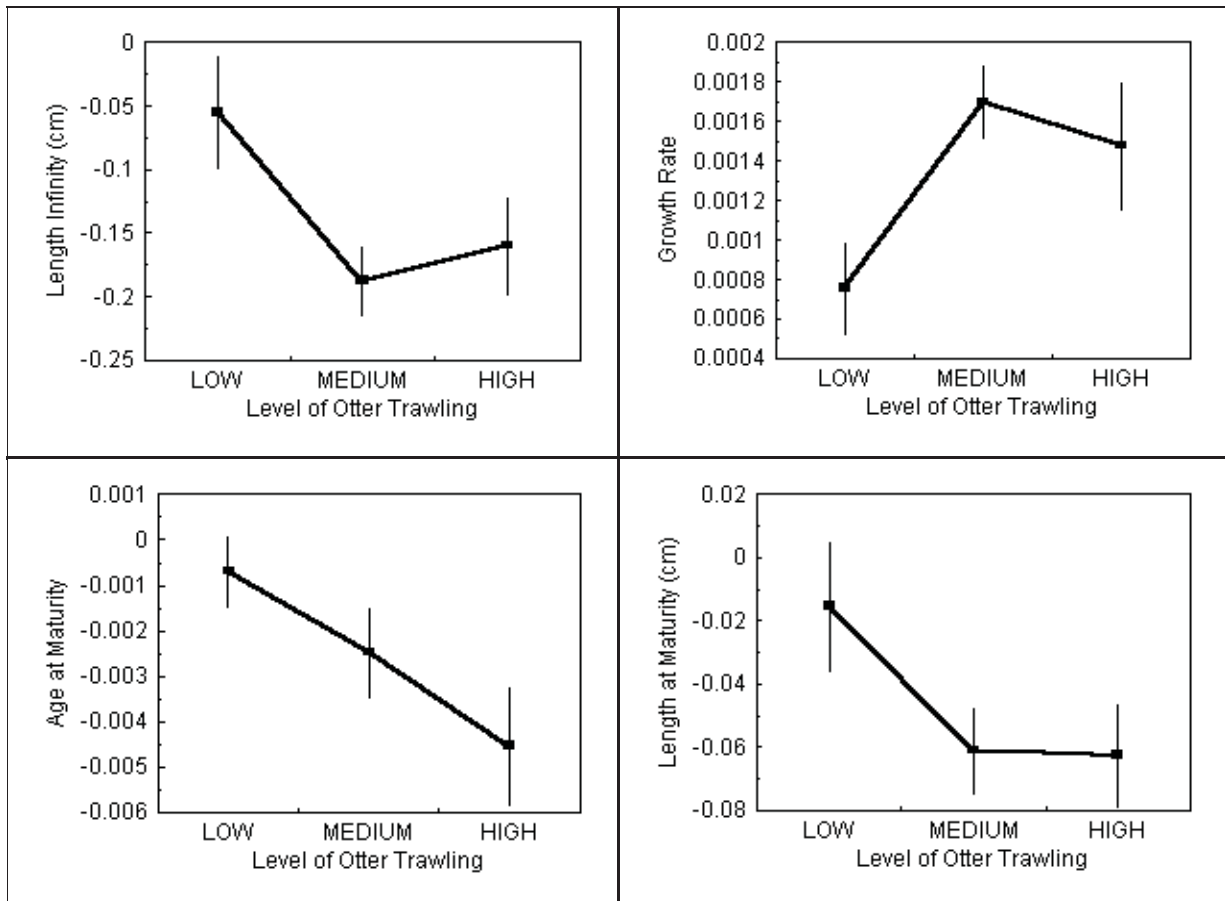 0
-0.05
-0.1
-0.15
-0.2
-0.25
Length Infinity (cm)
LOW MEDIUM HIGH
Level of Otter Trawling
0.002
0.0018
0.0016
0.0014
0.0012
0.001
0.0008
0.0006
0.0004
Growth Rate
LOW MEDIUM HIGH
Level of Otter Trawling
0.001
0
-0.001
-0.002
-0.003
-0.004
-0.005
-0.006
Age at Maturity
LOW MEDIUM HIGH
Level of Otter Trawling
0.02
0
-0.02
-0.04
-0.06
-0.08
Length at Maturity (cm)
LOW MEDIUM HIGH
Level of Otter Trawling